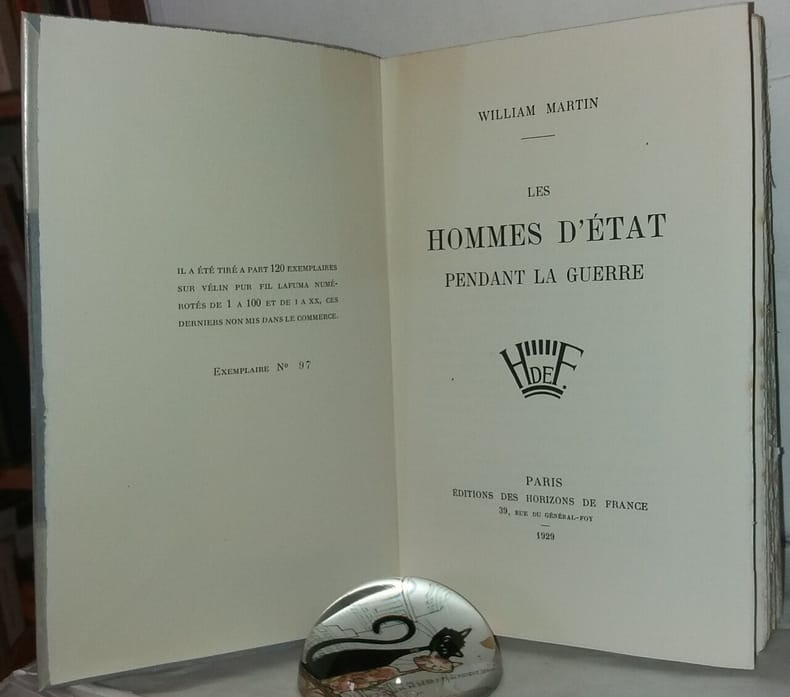 IL A ÉTÉ TIRÉ A PART 120 EXEMPLAIRES
SUR VÉLIN PUR FIL LAFUMA NUMÉ-
ROTÉS DE 1 A 100 ET DE I A XX, CES
DERNIERS NON MIS DANS LE COMMERCE.
EXEMPLAIRE Nº 97
WILLIAM MARTIN
LES
HOMMES D'ÉTAT
PENDANT LA GUERRE
HDEF.
PARIS
ÉDITIONS DES HORIZONS DE FRANCE
39, RUE DU GÉNÉRAL-FOY
1929